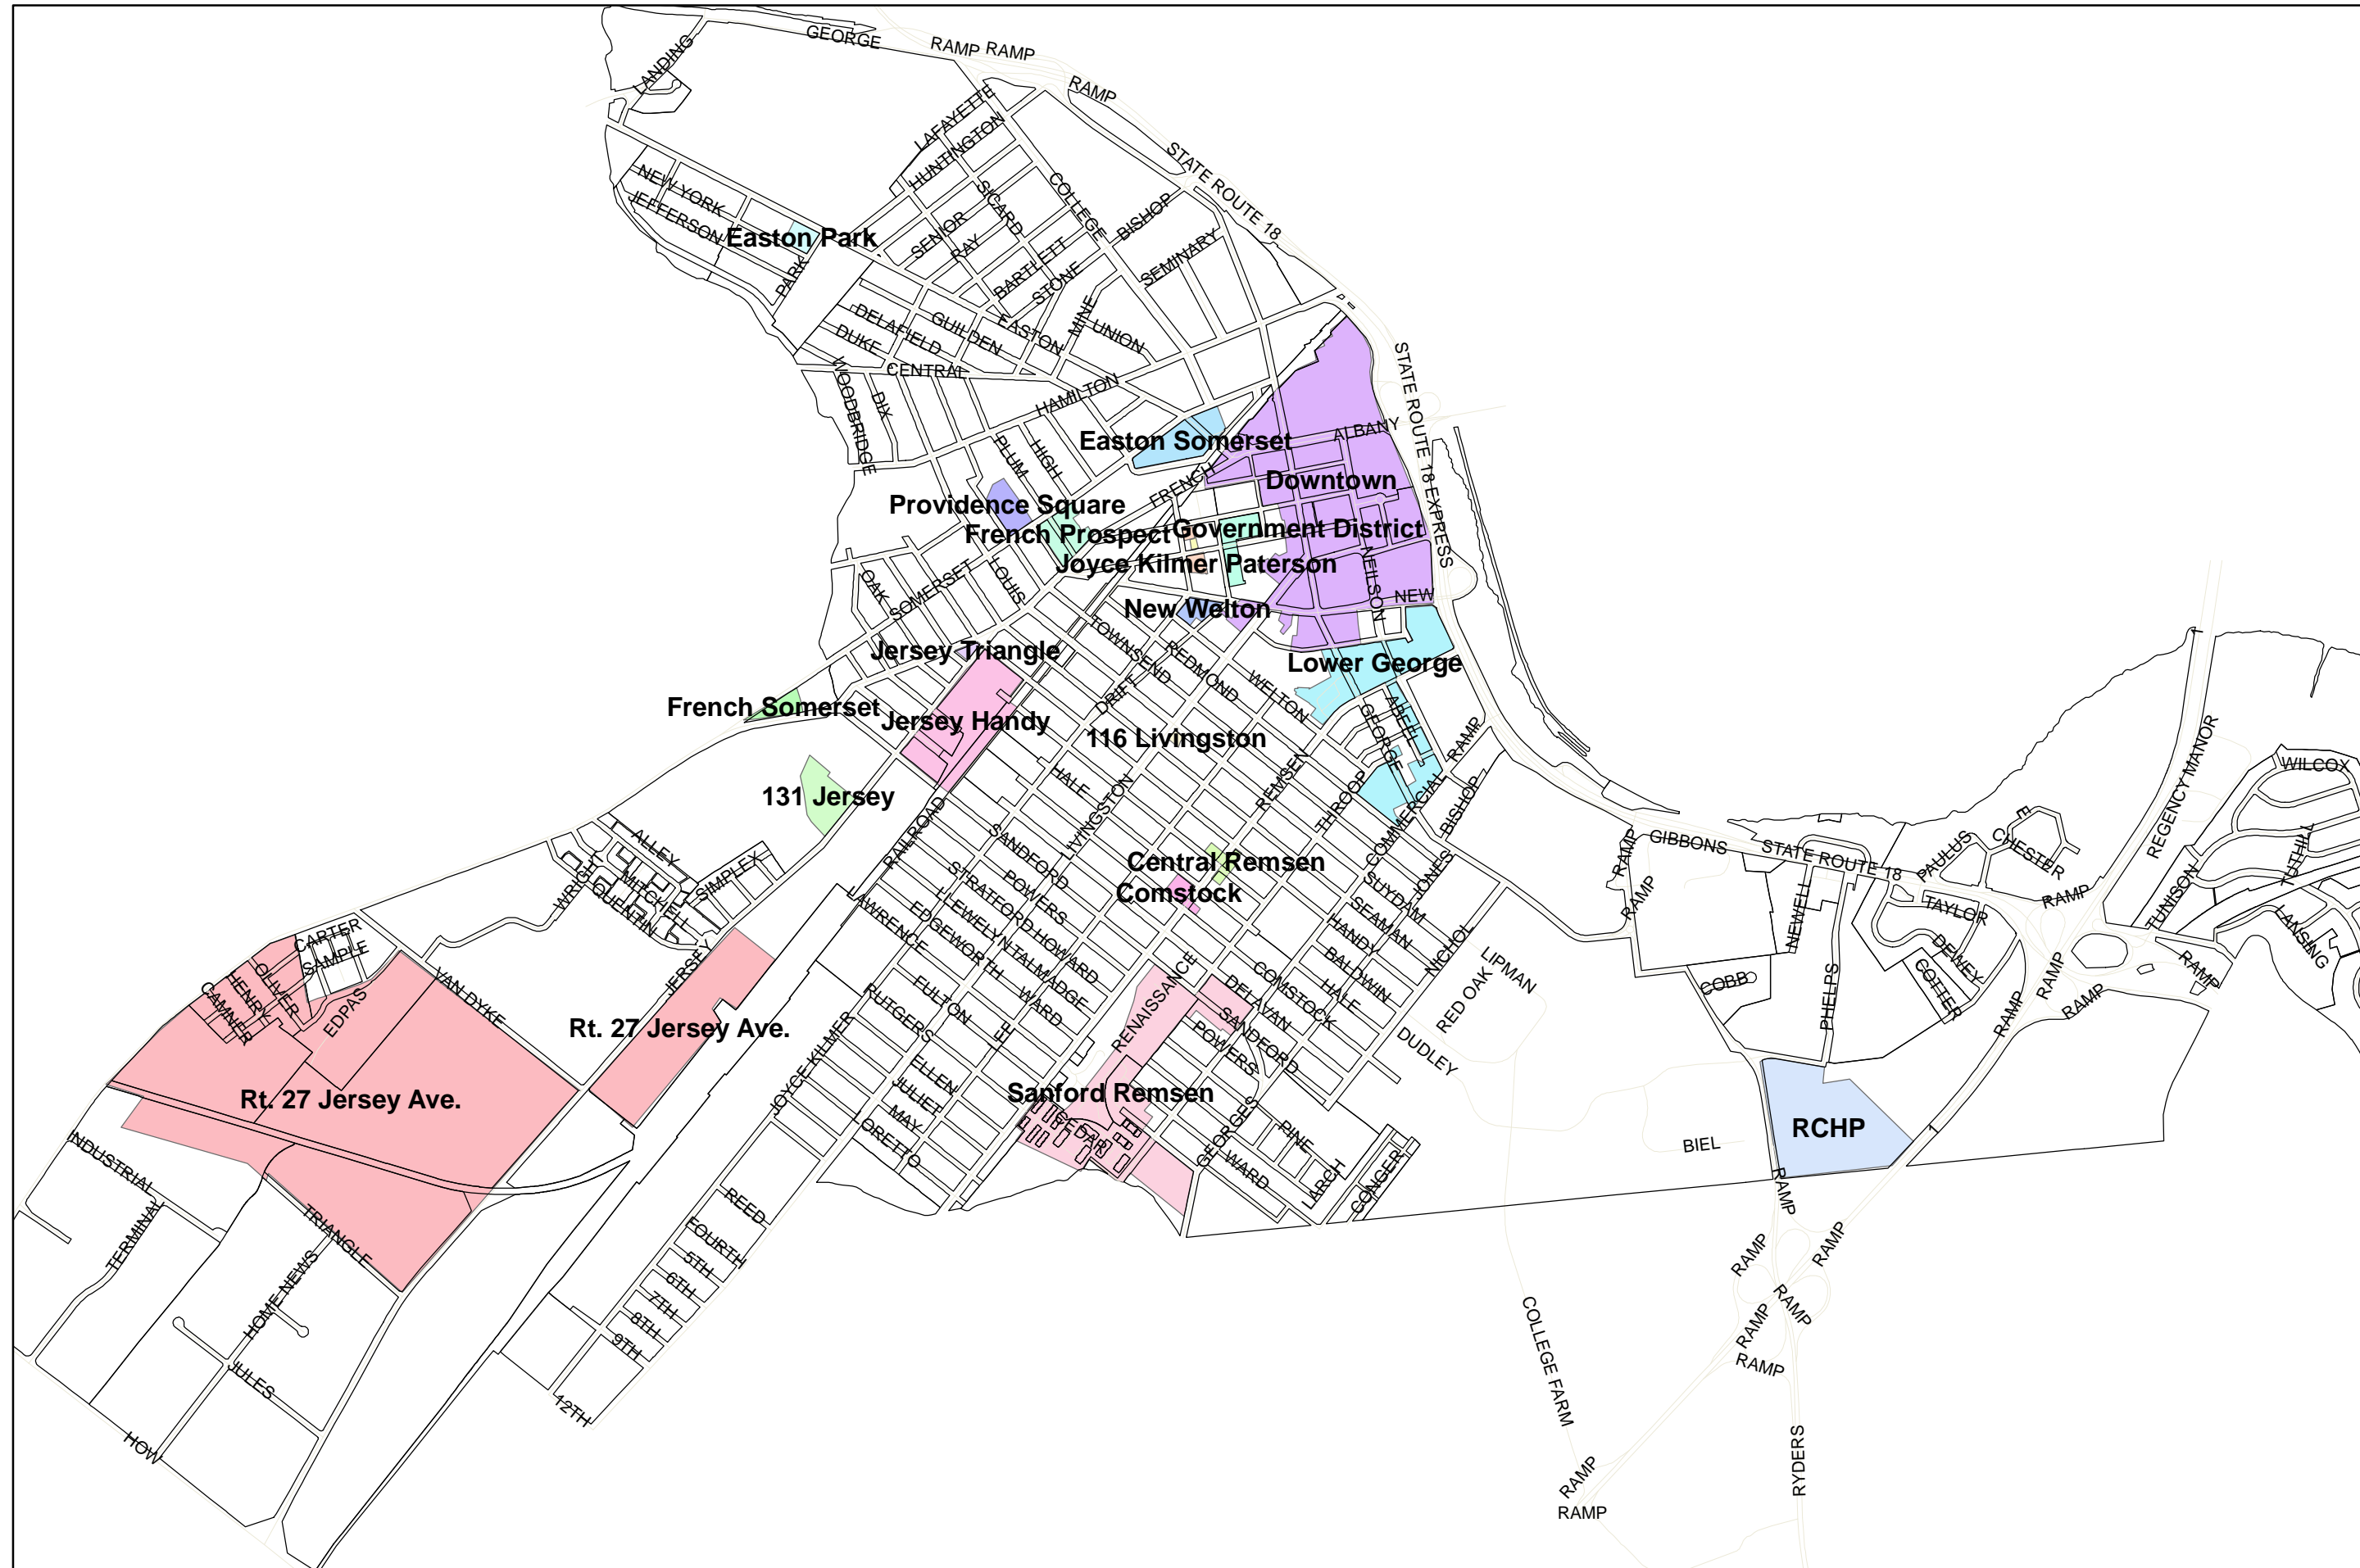 GEORGE
RAMP
RAMP
LANDING
RAMP
LAFAYETTE
HUNTINGTON
STATE ROUTE 18
NEW YORK
JEFFERSON
SICARD
COLLEGE
BISHOP
Easton Park
SENIOR
RAY
SEMINARY
PARK
BARTLETT
STONE
DELAFIELD
GUILDEN
EASTON
MINE
UNION
DUKE
CENTRAL
WOODBRIDGE
DIX
HAMILTON
STATE ROUTE 18 EXPRESS
ALBANY
Easton Somerset
PLUM
HIGH
FRENCH
Downtown
Providence Square
French Prospect
Government District
Joyce Kilmer Paterson
OAK
SOMERSET
LOUIS
NEILSON
NEW
New Welton
TOWNSEND
REDMOND
WELTON
Jersey Triangle
Lower George
French Somerset
Jersey Handy
DRIFT
GEORGE
ABEEL
RAMP
116 Livingston
131 Jersey
HALE
LIVINGSTON
REMSEN
THROOP
COMMERCIAL
BISHOP
RAILROAD
SANDFORD
POWERS
Central Remsen
Comstock
SUYDAM
JONES
SEAMAN
HANDY
BALDWIN
NICHOL
ALLEY
SIMPLEX
WRIGHT
MITCHELL
QUENTIN
LAWRENCE
EDGEWORTH
STRATFORD
HOWARD
LLEWELYN
TALMADGE
WARD
FULTON
RUTGERS
LEE
ELLEN
JULIET
MAY
LORETTO
JOYCE KILMER
CARTER
SAMPLE
OLIVER
HENRY
CAMNER
EDPAS
VAN DYKE
JERSEY
Rt. 27 Jersey Ave.
Rt. 27 Jersey Ave.
RENAISSANCE
DELAVAN
COMSTOCK
HALE
SANDFORD
POWERS
Sanford Remsen
CEDAR
GEORGES
PINE
WARD
LARCH
CONGER
LIPMAN
RED OAK
DUDLEY
INDUSTRIAL
TERMINAL
TRIANGLE
HOME NEWS
JULES
HOW
REED
FOURTH
5TH
6TH
7TH
8TH
9TH
12TH
RAMP
RAMP
GIBBONS
STATE ROUTE 18
PAULUS
CHESTER
E
REGENCY MANOR
1
WILCOX
TUTHILL
TUNISON
LANSING
NEWELL
TAYLOR
DEWEY
COTTER
RAMP
RAMP
RAMP
RAMP
RAMP
COBB
PHELPS
RCHP
BIEL
1
RAMP
RAMP
RAMP
RAMP
RAMP
RAMP
COLLEGE FARM
RYDERS
RAMP
RAMP